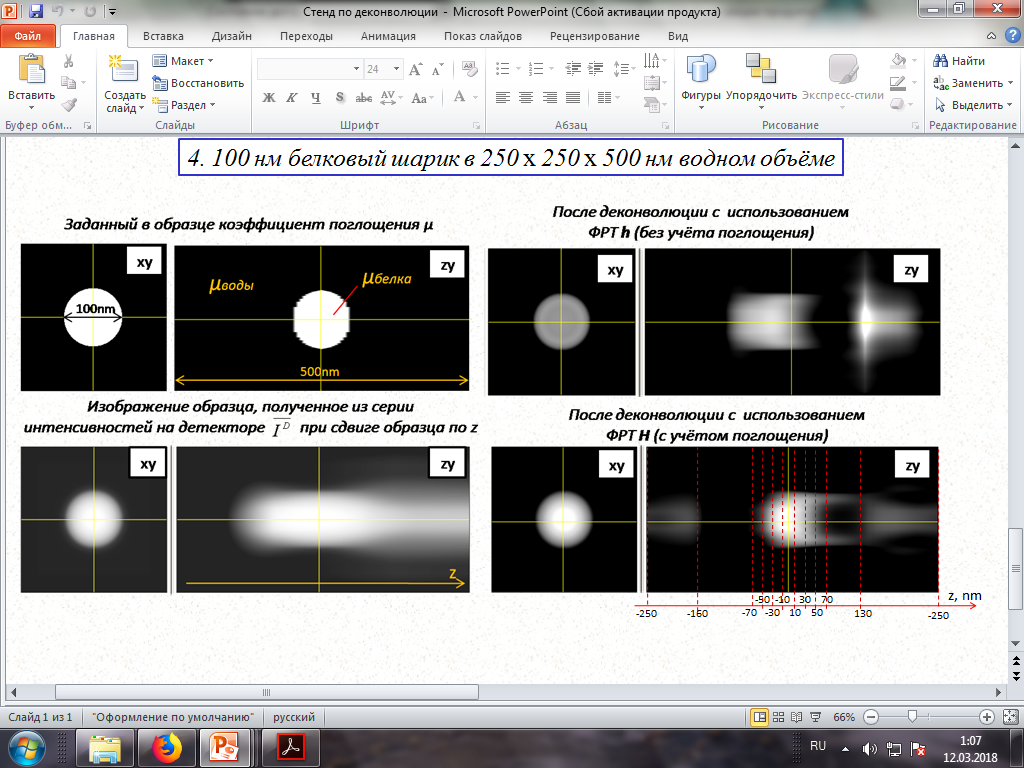 Стенд по деконволюции - Microsoft PowerPoint (Сбой активации продукта)
Файл Главная Вставка Дизайн Переходы Анимация Показ слайдов Рецензирование Вид
Вставить
Создать слайд
Макет
Восстановить
Раздел
24
Ж К Ч S abc AV Aa A
Фигуры Упорядочить Экспресс-стили
Найти
Заменить
Выделить
Буфер обм... Слайды Шрифт Абзац Рисование Редактирование
4. 100 нм белковый шарик в 250 x 250 x 500 нм водном объёме
Заданный в образце коэффициент поглощения μ
xy
100nm
zy
μводы
μбелка
500nm
После деконволюции с использованием
ФРТ h (без учёта поглощения)
xy
zy
Изображение образца, полученное из серии
интенсивностей на детекторе I^D при сдвиге образца по z
xy
zy
z
После деконволюции с использованием
ФРТ H (с учётом поглощения)
xy
zy
z, nm
-50 -10 30 70
-250 -160 -70 -30 10 50 130 -250
Слайд 1 из 1 "Оформление по умолчанию" русский 66%
RU 1:07
12.03.2018